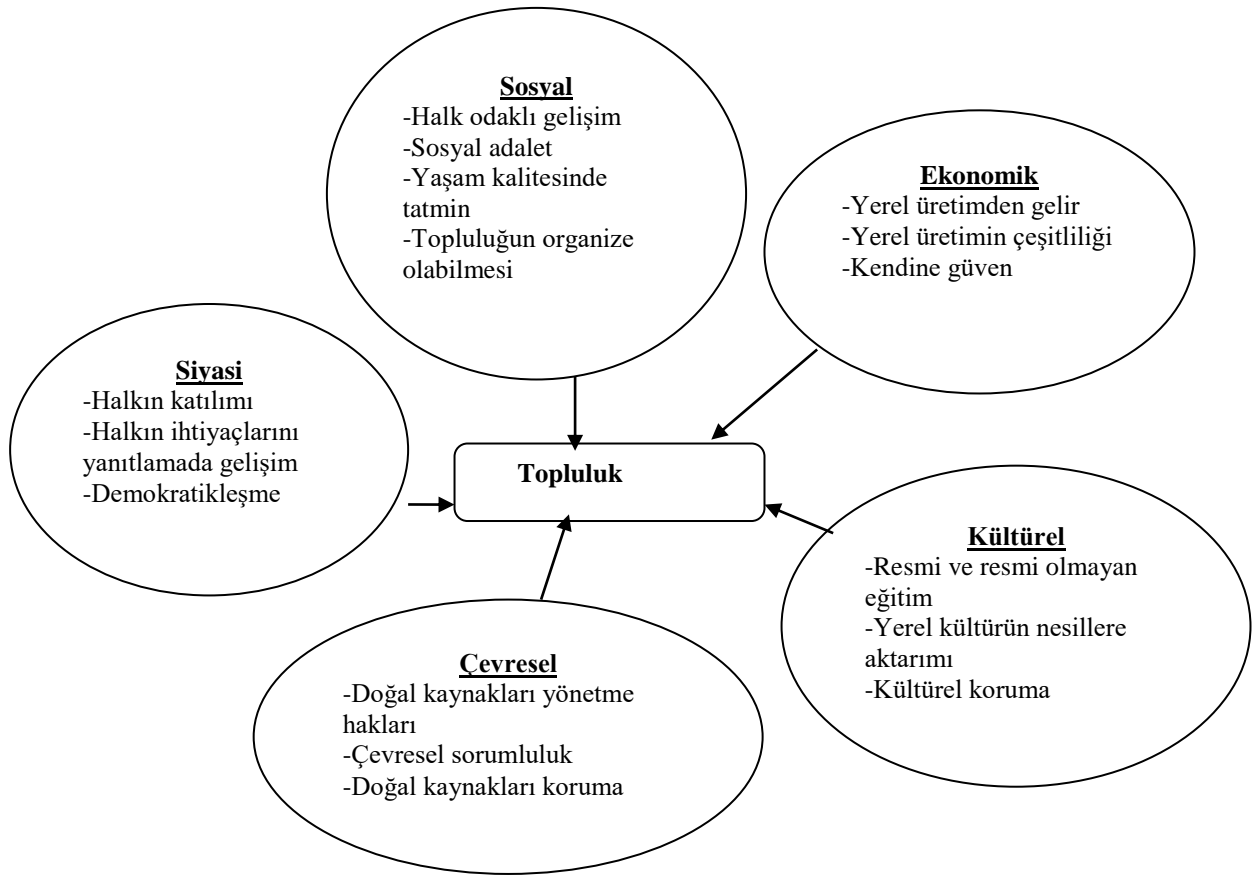 Sosyal
-Halk odaklı gelişim
-Sosyal adalet
-Yaşam kalitesinde
tatmin
-Topluluğun organize
olabilmesi
Ekonomik
-Yerel üretimden gelir
-Yerel üretimin çeşitliliği
-Kendine güven
Siyasi
-Halkın katılımı
-Halkın ihtiyaçlarını
yanıtlamada gelişim
-Demokratikleşme
Topluluk
Kültürel
-Resmi ve resmi olmayan
eğitim
-Yerel kültürün nesillere
aktarımı
-Kültürel koruma
Çevresel
-Doğal kaynakları yönetme
hakları
-Çevresel sorumluluk
-Doğal kaynakları koruma